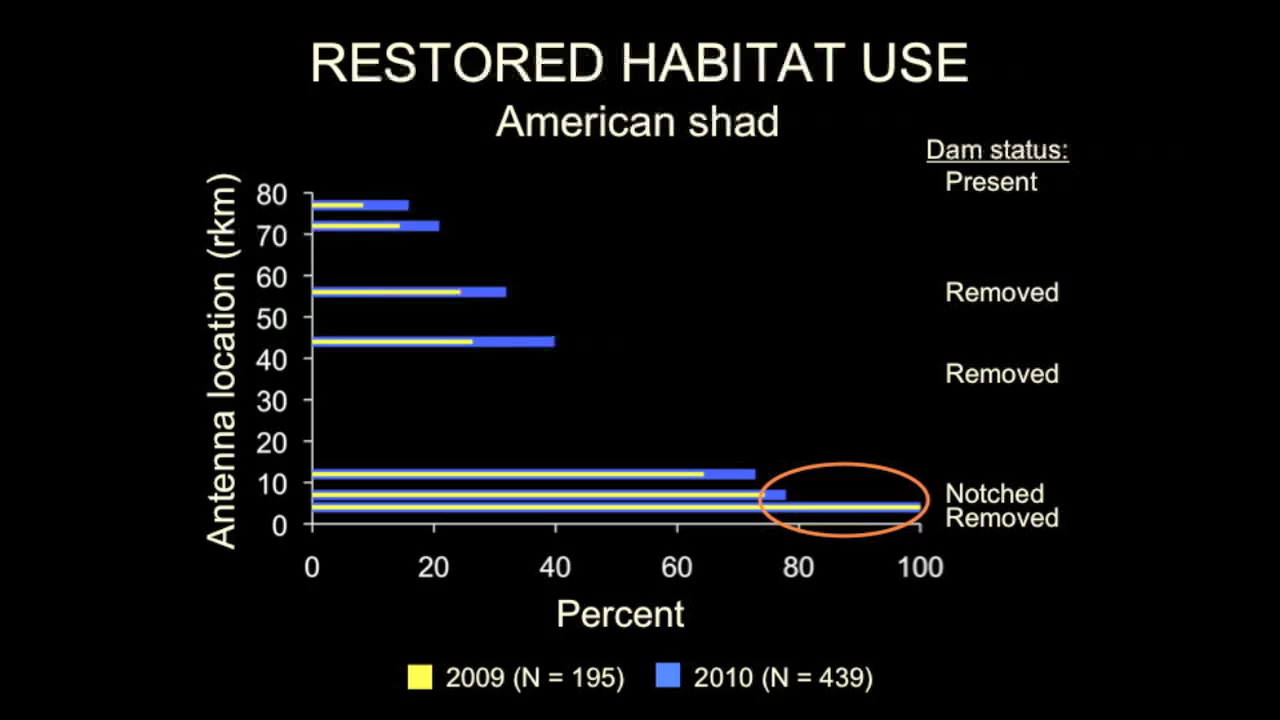 RESTORED HABITAT USE
American shad
Dam status:
Present
Removed
Removed
Notched
Removed
Antenna location (rkm)
80
70
60
50
40
30
20
10
0
0 20 40 60 80 100
Percent
2009 (N = 195) 2010 (N = 439)